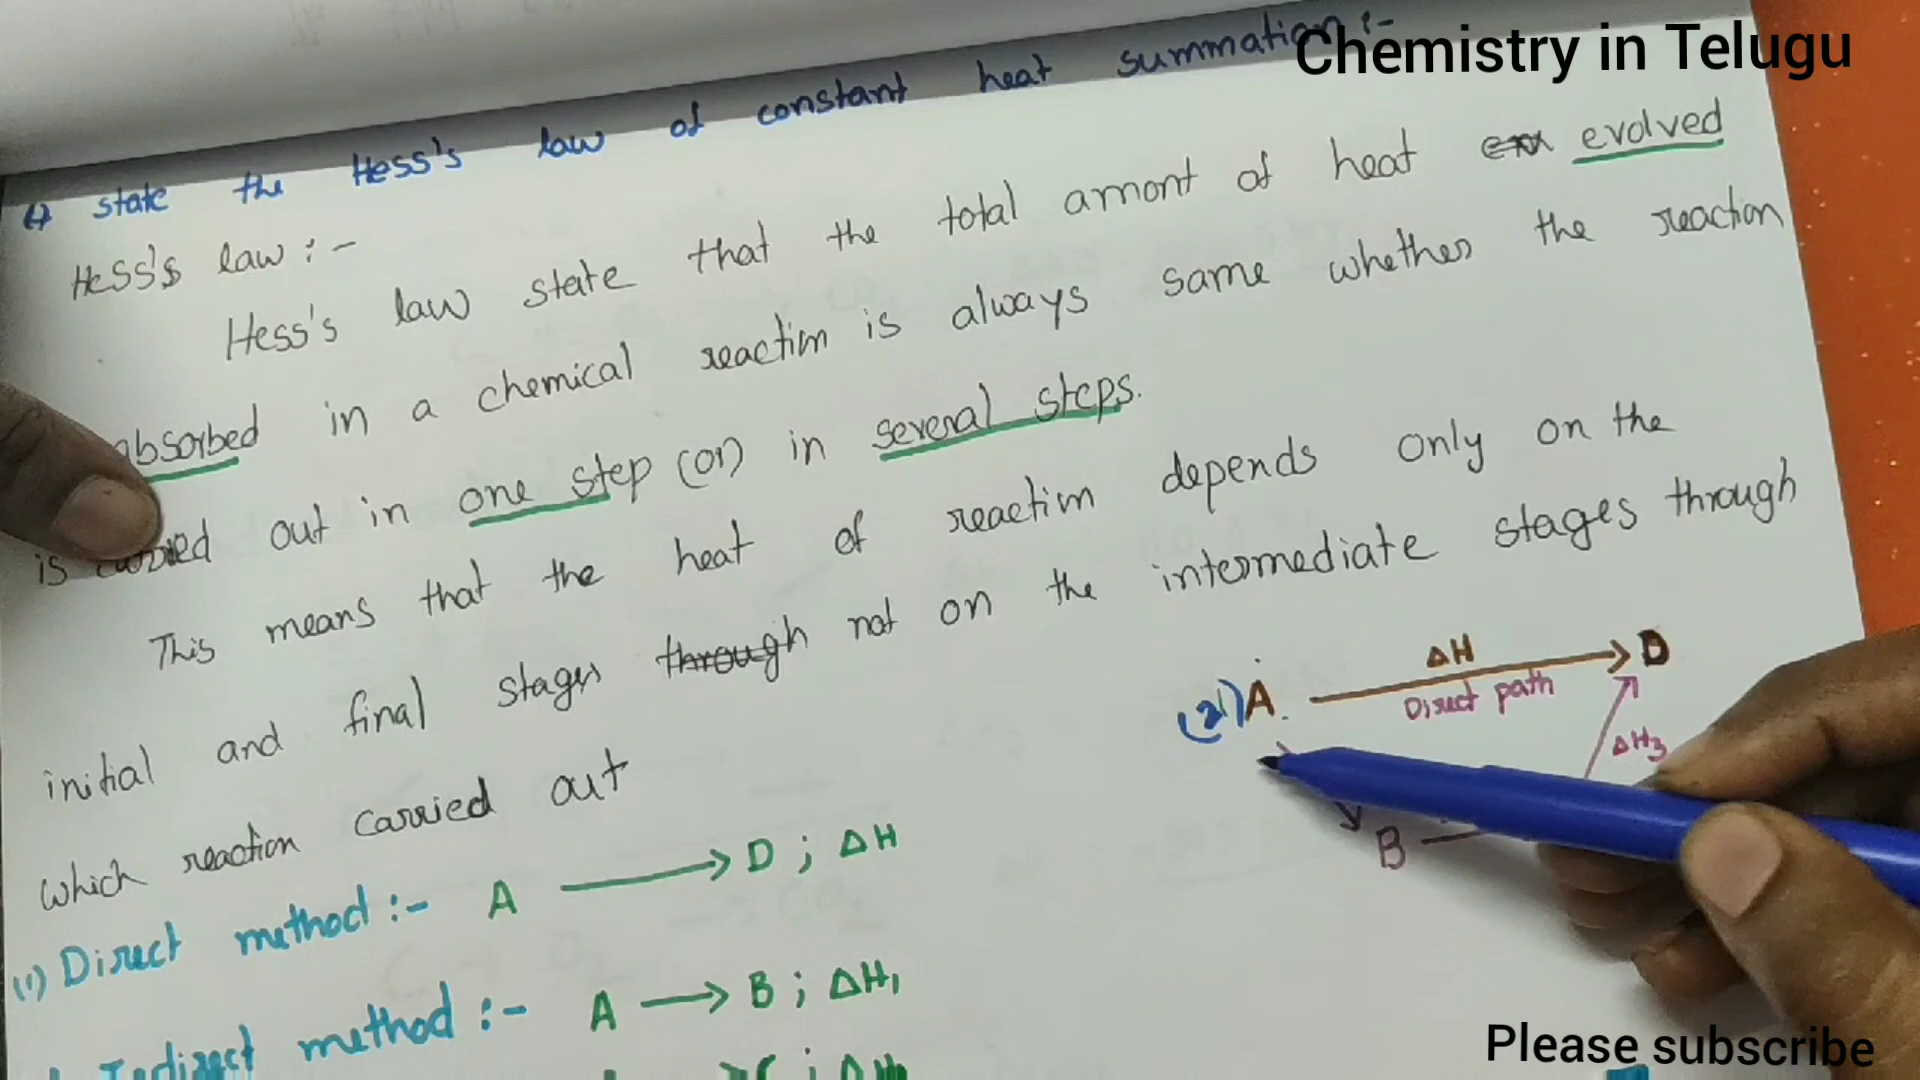 Chemistry in Telugu
state the Hess's law of constant heat summation :-
Hess's law :-
Hess's law state that the total amont of heat evolved
absorbed in a chemical reaction is always same whether the reaction
is carried out in one step (or) in several steps.
This means that the heat of reaction depends only on the
initial and final stages through not on the intermediate stages through
which reaction carried out
(1) Direct method :- A ⟶ D ; ΔH
Indirect method :- A ⟶ B ; ΔH₁
A ΔH D
Direct path
ΔH₃
B
Please subscribe